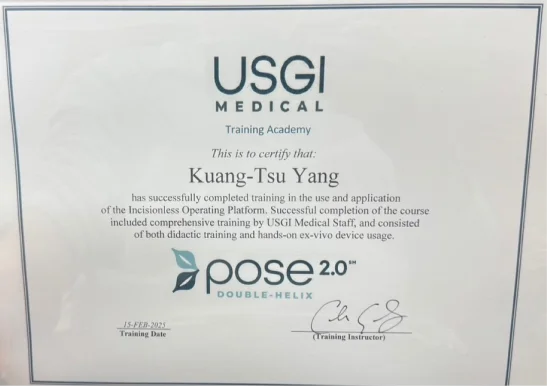 USGI
MEDICAL
Training Academy
This is to certify that:
Kuang-Tsu Yang
has successfully completed training in the use and application
of the Incisionless Operating Platform. Successful completion of the course
included comprehensive training by USGI Medical Staff, and consisted
of both didactic training and hands-on ex-vivo device usage.
pose 2.0℠
DOUBLE-HELIX
15-FEB-2025
Training Date
(Training Instructor)